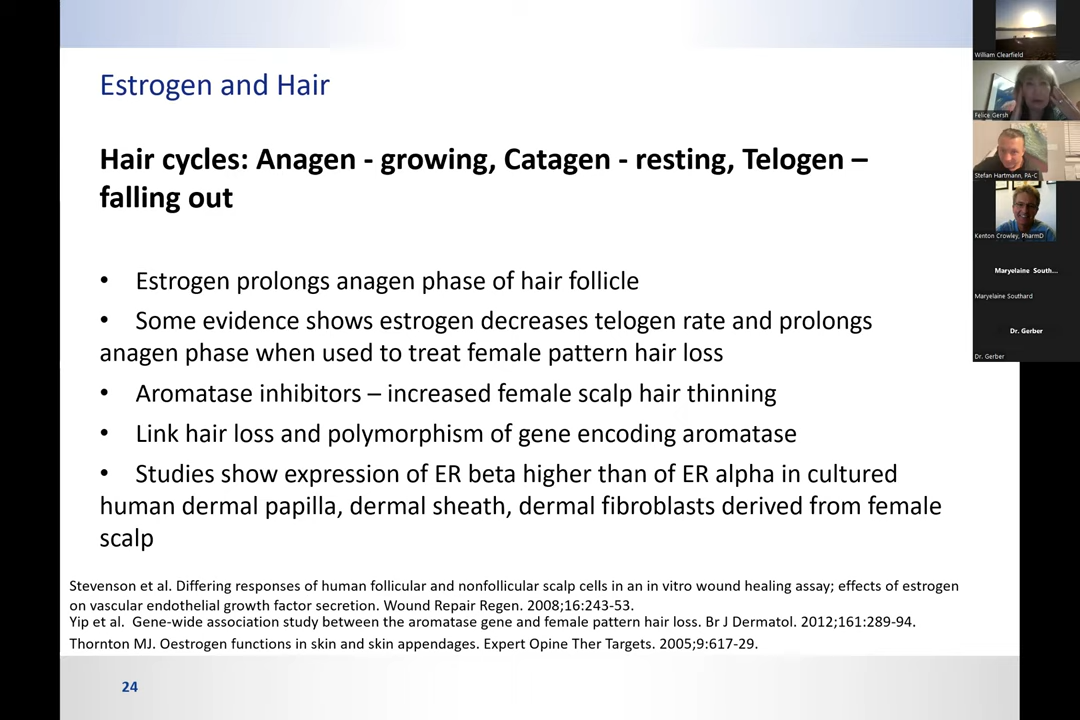 Estrogen and Hair
Hair cycles: Anagen - growing, Catagen - resting, Telogen –
falling out
• Estrogen prolongs anagen phase of hair follicle
• Some evidence shows estrogen decreases telogen rate and prolongs
anagen phase when used to treat female pattern hair loss
• Aromatase inhibitors – increased female scalp hair thinning
• Link hair loss and polymorphism of gene encoding aromatase
• Studies show expression of ER beta higher than of ER alpha in cultured
human dermal papilla, dermal sheath, dermal fibroblasts derived from female
scalp
Stevenson et al. Differing responses of human follicular and nonfollicular scalp cells in an in vitro wound healing assay; effects of estrogen
on vascular endothelial growth factor secretion. Wound Repair Regen. 2008;16:243-53.
Yip et al.  Gene-wide association study between the aromatase gene and female pattern hair loss. Br J Dermatol. 2012;161:289-94.
Thornton MJ. Oestrogen functions in skin and skin appendages. Expert Opine Ther Targets. 2005;9:617-29.
24
William Clearfield
Felice Gersh
Stefan Hartmann, PA-C
Kenton Crowley, PharmD
Maryelaine South...
Maryelaine Southard
Dr. Gerber
Dr. Gerber